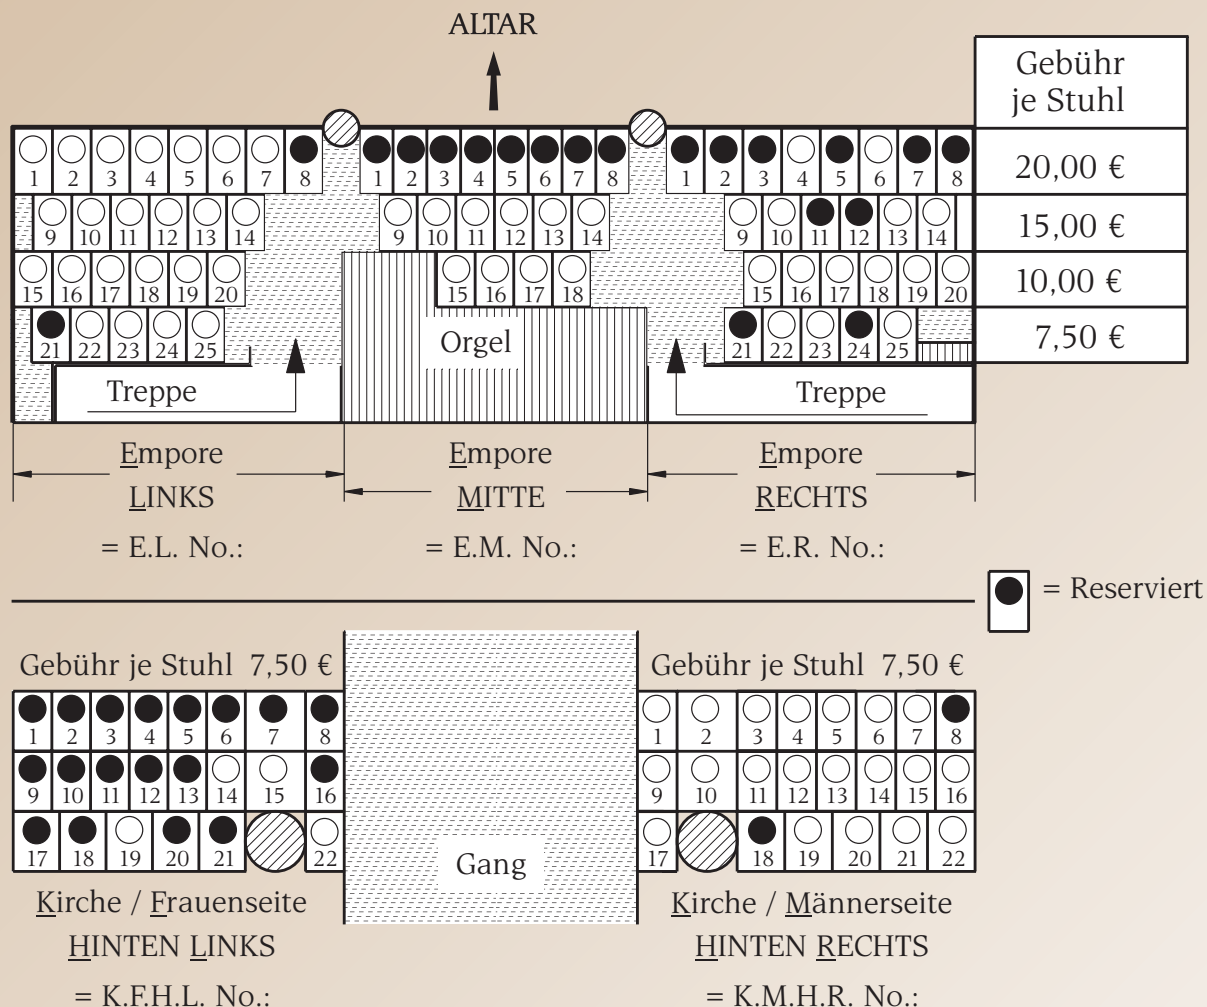 ALTAR
Gebühr
je Stuhl
1 2 3 4 5 6 7 8 1 2 3 4 5 6 7 8 1 2 3 4 5 6 7 8 20,00 €
9 10 11 12 13 14 9 10 11 12 13 14 9 10 11 12 13 14 15,00 €
15 16 17 18 19 20 15 16 17 18 15 16 17 18 19 20 10,00 €
21 22 23 24 25 Orgel 21 22 23 24 25 7,50 €
Treppe Treppe
Empore Empore Empore
LINKS MITTE RECHTS
= E.L. No.: = E.M. No.: = E.R. No.:
= Reserviert
Gebühr je Stuhl 7,50 € Gebühr je Stuhl 7,50 €
1 2 3 4 5 6 7 8 1 2 3 4 5 6 7 8
9 10 11 12 13 14 15 16 9 10 11 12 13 14 15 16
17 18 19 20 21 22 Gang 17 18 19 20 21 22
Kirche / Frauenseite Kirche / Männerseite
HINTEN LINKS HINTEN RECHTS
= K.F.H.L. No.: = K.M.H.R. No.: